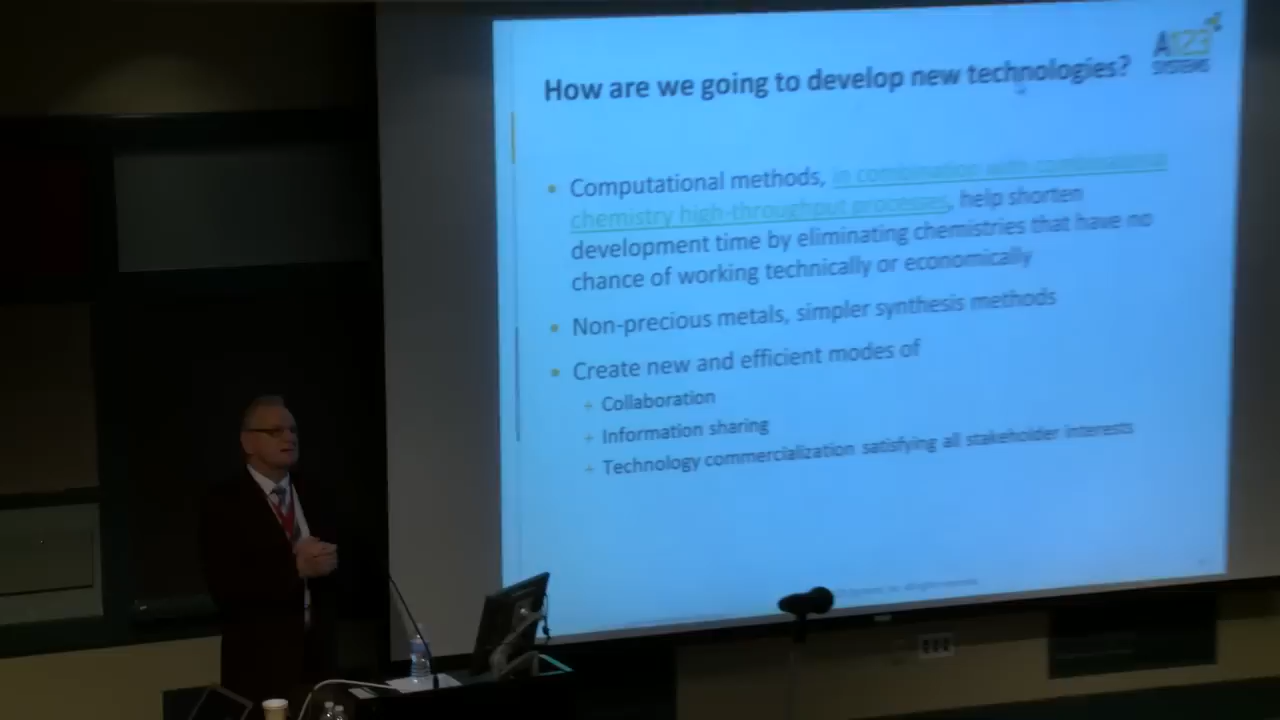 A123
SYSTEMS
How are we going to develop new technologies?
Computational methods, in combination with combinatorial
chemistry high-throughput processes, help shorten
development time by eliminating chemistries that have no
chance of working technically or economically
Non-precious metals, simpler synthesis methods
Create new and efficient modes of
Collaboration
Information sharing
Technology commercialization satisfying all stakeholder interests